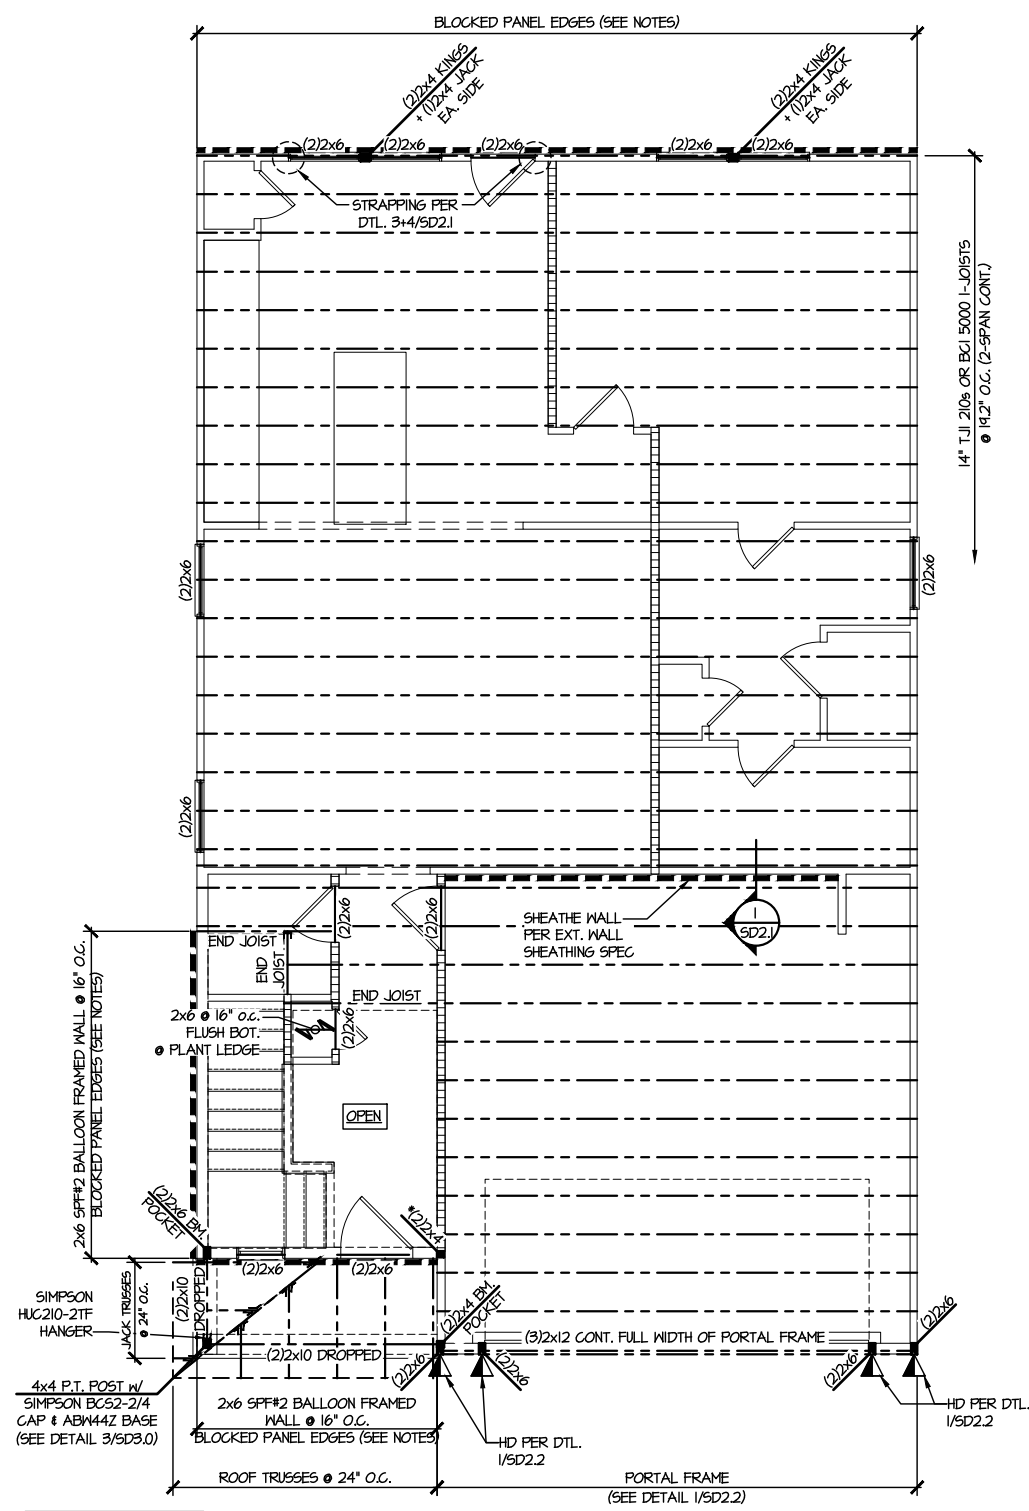 BLOCKED PANEL EDGES (SEE NOTES)
(2)2x4 KINGS
+ (1)2x4 JACK
EA. SIDE
(2)2x4 KINGS
+ (1)2x4 JACK
EA. SIDE
(2)2x6
(2)2x6
(2)2x6
(2)2x6
(2)2x6
STRAPPING PER
DTL. 3+4/SD2.1
14" TJI 210s OR BCI 5000 I-JOISTS
@ 19.2" O.C. (2-SPAN CONT.)
(2)2x6
(2)2x6
(2)2x6
(2)2x6
(2)2x6
SHEATHE WALL
PER EXT. WALL
SHEATHING SPEC
1
SD2.1
END JOIST
END
JOIST
END JOIST
2x6 @ 16" o.c.
FLUSH BOT.
@ PLANT LEDGE
(2)2x6
2x6 SPF#2 BALLOON FRAMED WALL @ 16" O.C.
BLOCKED PANEL EDGES (SEE NOTES)
OPEN
(2)2x6 BM.
POCKET
*(2)2x4
(2)2x6
(2)2x6
SIMPSON
HUC210-2TF
HANGER
JACK TRUSSES
@ 24" O.C.
(2)2x10
DROPPED
(2)2x4 BM.
POCKET
(2)2x6
(3)2x12 CONT. FULL WIDTH OF PORTAL FRAME
(2)2x10 DROPPED
(2)2x6
(2)2x6
(2)2x6
4x4 P.T. POST W/
SIMPSON BCS2-2/4
CAP & ABW44Z BASE
(SEE DETAIL 3/SD3.0)
2x6 SPF#2 BALLOON FRAMED
WALL @ 16" O.C.
BLOCKED PANEL EDGES (SEE NOTES)
HD PER DTL.
1/SD2.2
HD PER DTL.
1/SD2.2
ROOF TRUSSES @ 24" O.C.
PORTAL FRAME
(SEE DETAIL 1/SD2.2)